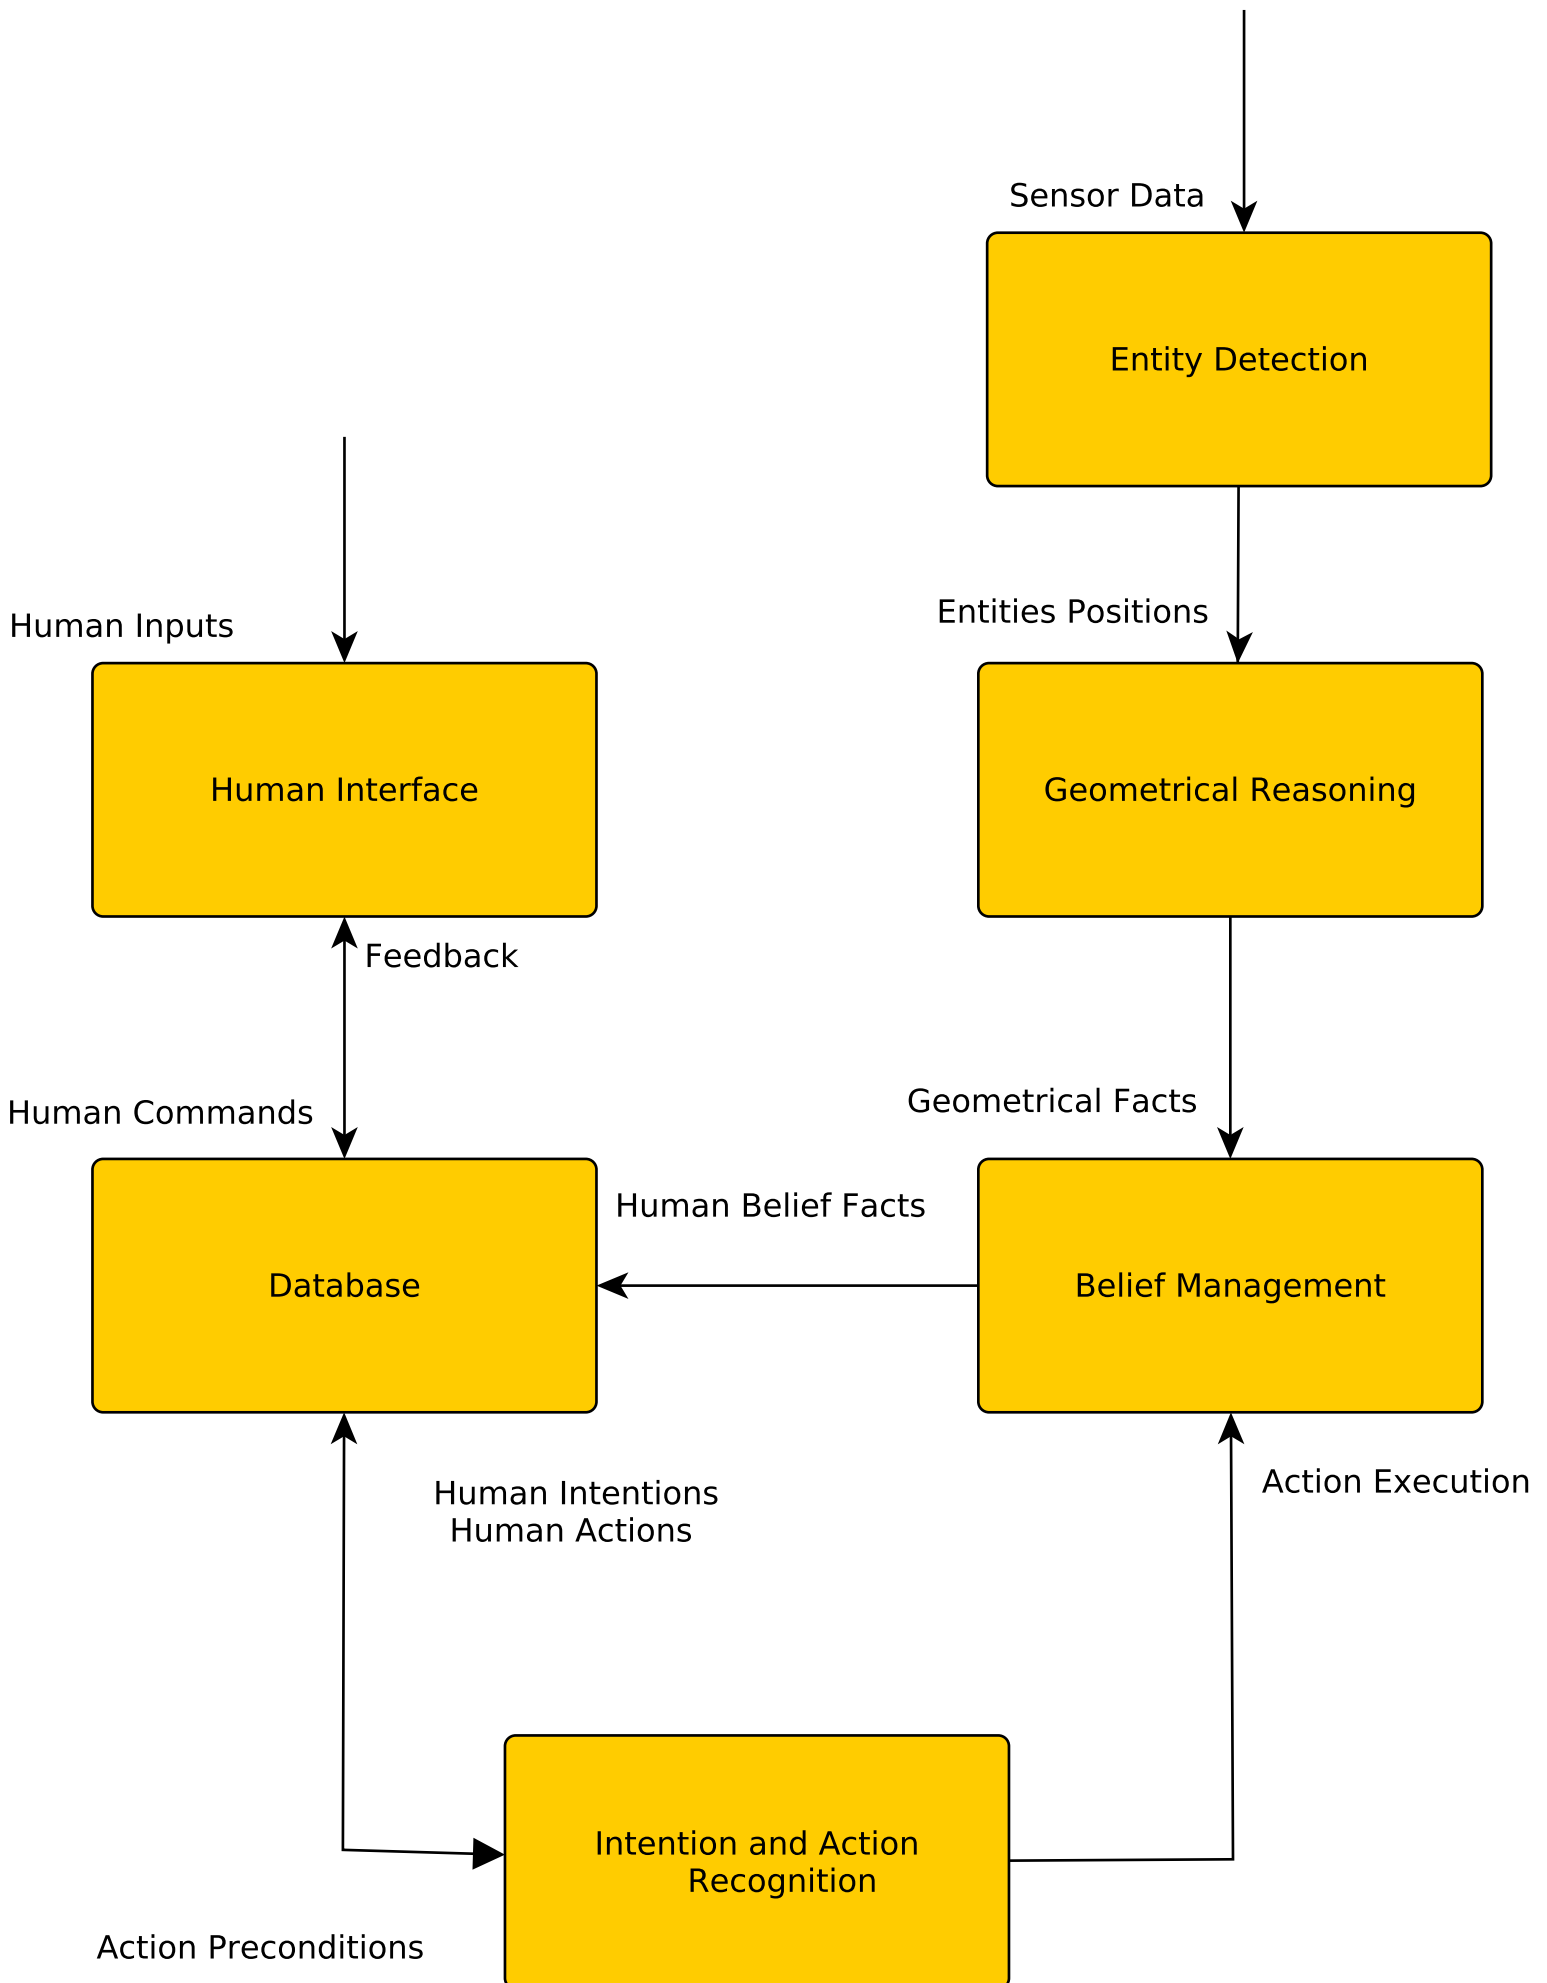 Sensor Data
Entity Detection
Entities Positions
Human Inputs
Human Interface
Geometrical Reasoning
Feedback
Geometrical Facts
Human Commands
Human Belief Facts
Database
Belief Management
Action Execution
Human Intentions
Human Actions
Intention and Action
Recognition
Action Preconditions